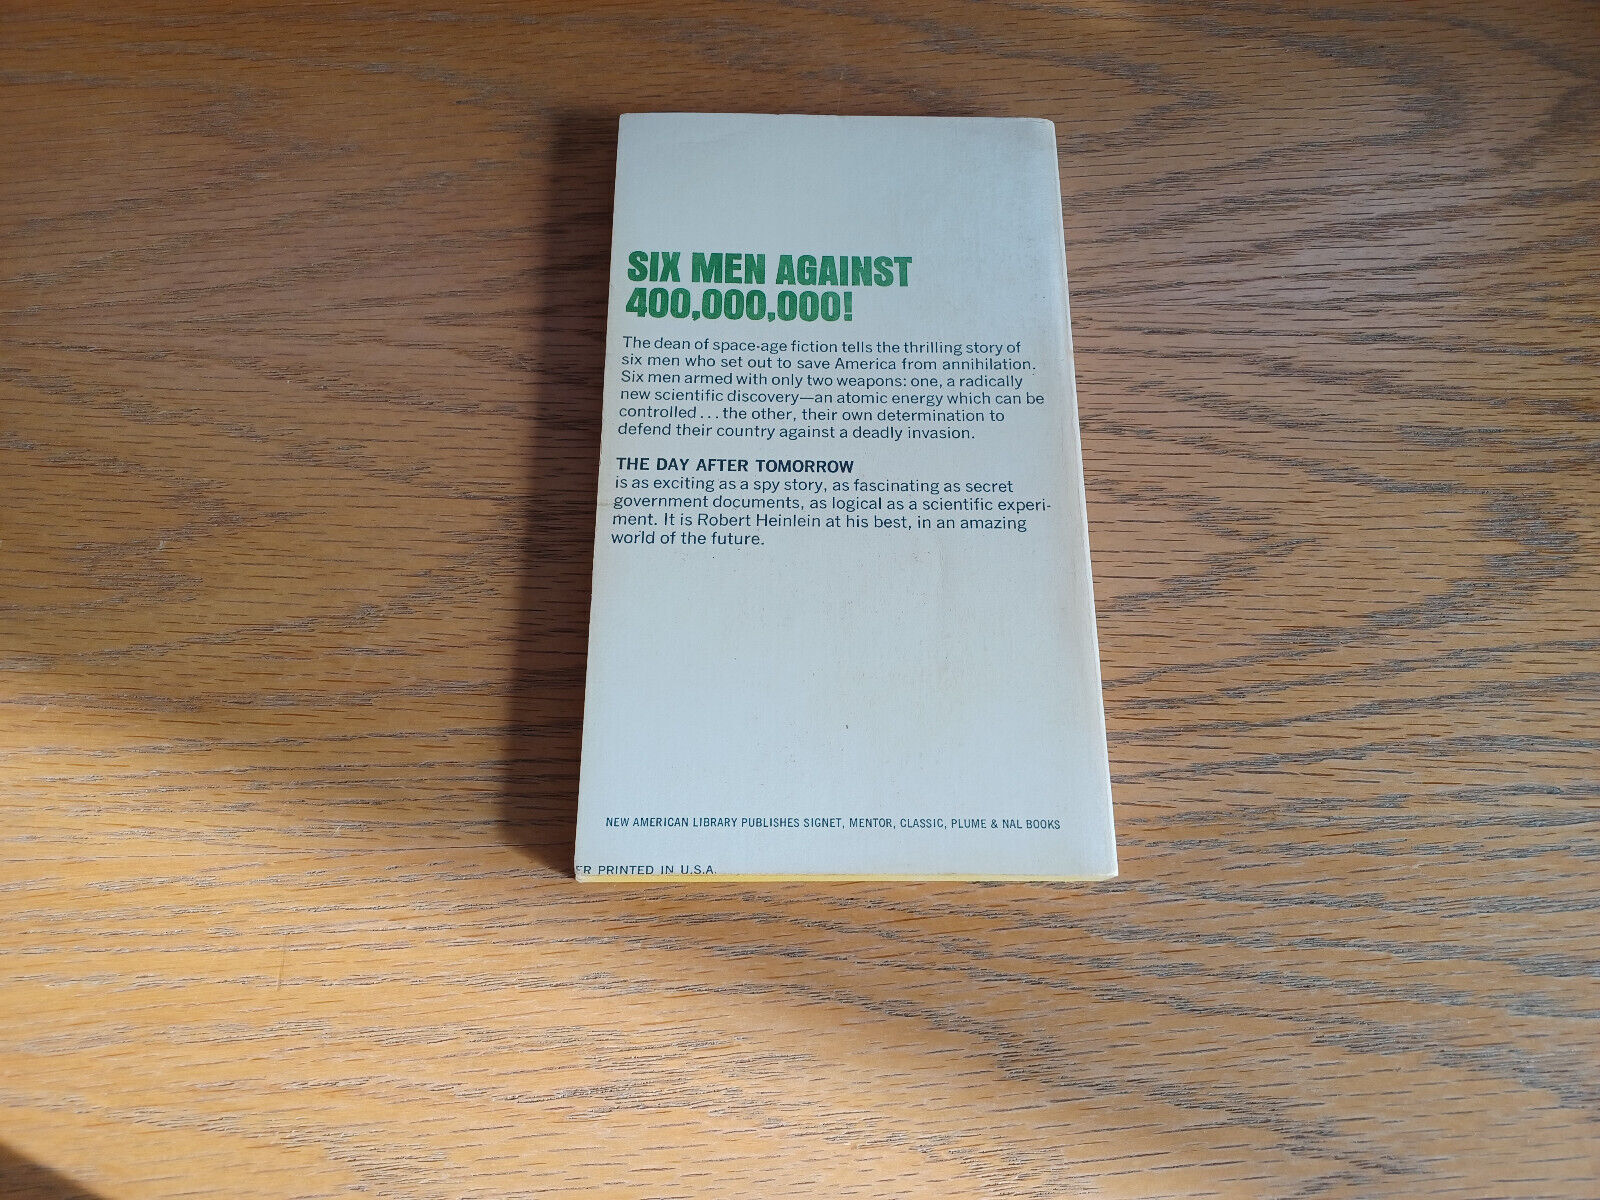 SIX MEN AGAINST
400,000,000!
The dean of space-age fiction tells the thrilling story of
six men who set out to save America from annihilation.
Six men armed with only two weapons: one, a radically
new scientific discovery—an atomic energy which can be
controlled . . . the other, their own determination to
defend their country against a deadly invasion.
THE DAY AFTER TOMORROW
is as exciting as a spy story, as fascinating as secret
government documents, as logical as a scientific experi-
ment. It is Robert Heinlein at his best, in an amazing
world of the future.
NEW AMERICAN LIBRARY PUBLISHES SIGNET, MENTOR, CLASSIC, PLUME & NAL BOOKS
ER PRINTED IN U.S.A.